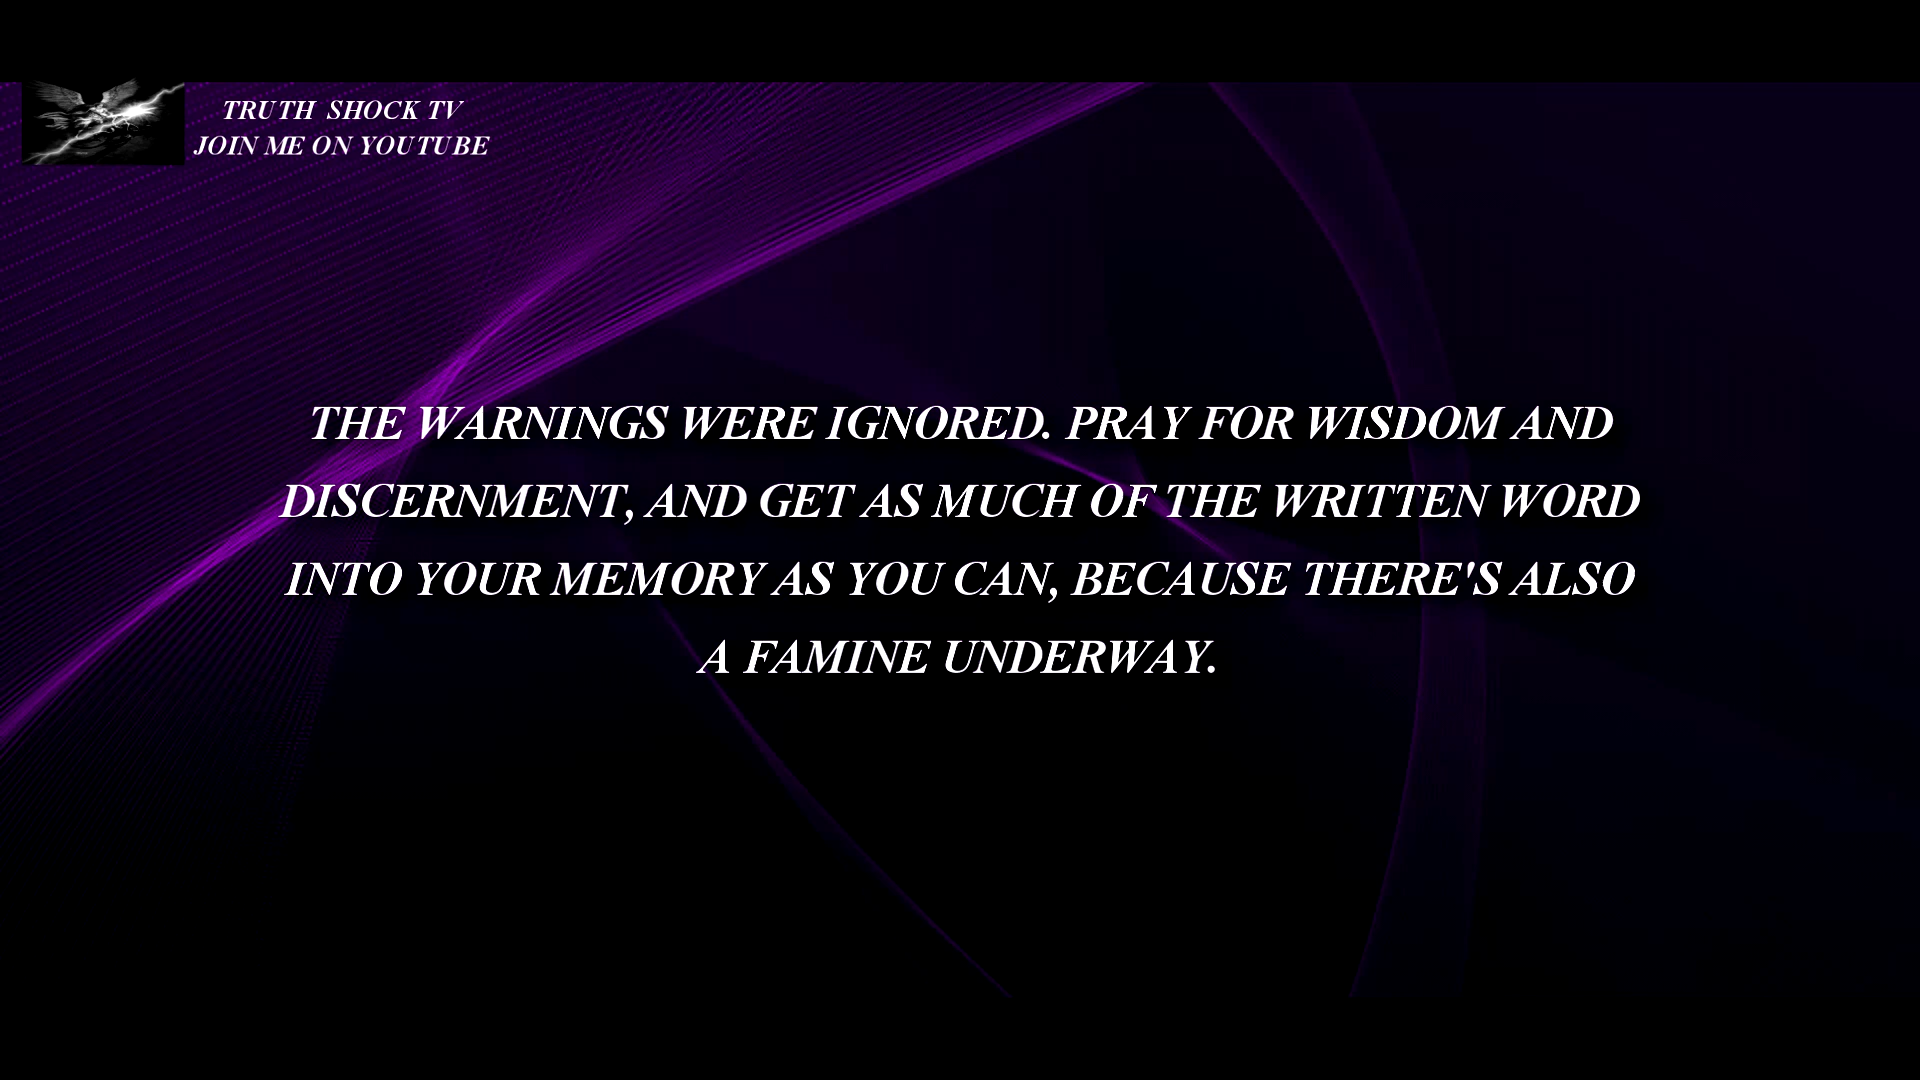 TRUTH SHOCK TV
JOIN ME ON YOUTUBE
THE WARNINGS WERE IGNORED. PRAY FOR WISDOM AND
DISCERNMENT, AND GET AS MUCH OF THE WRITTEN WORD
INTO YOUR MEMORY AS YOU CAN, BECAUSE THERE'S ALSO
A FAMINE UNDERWAY.